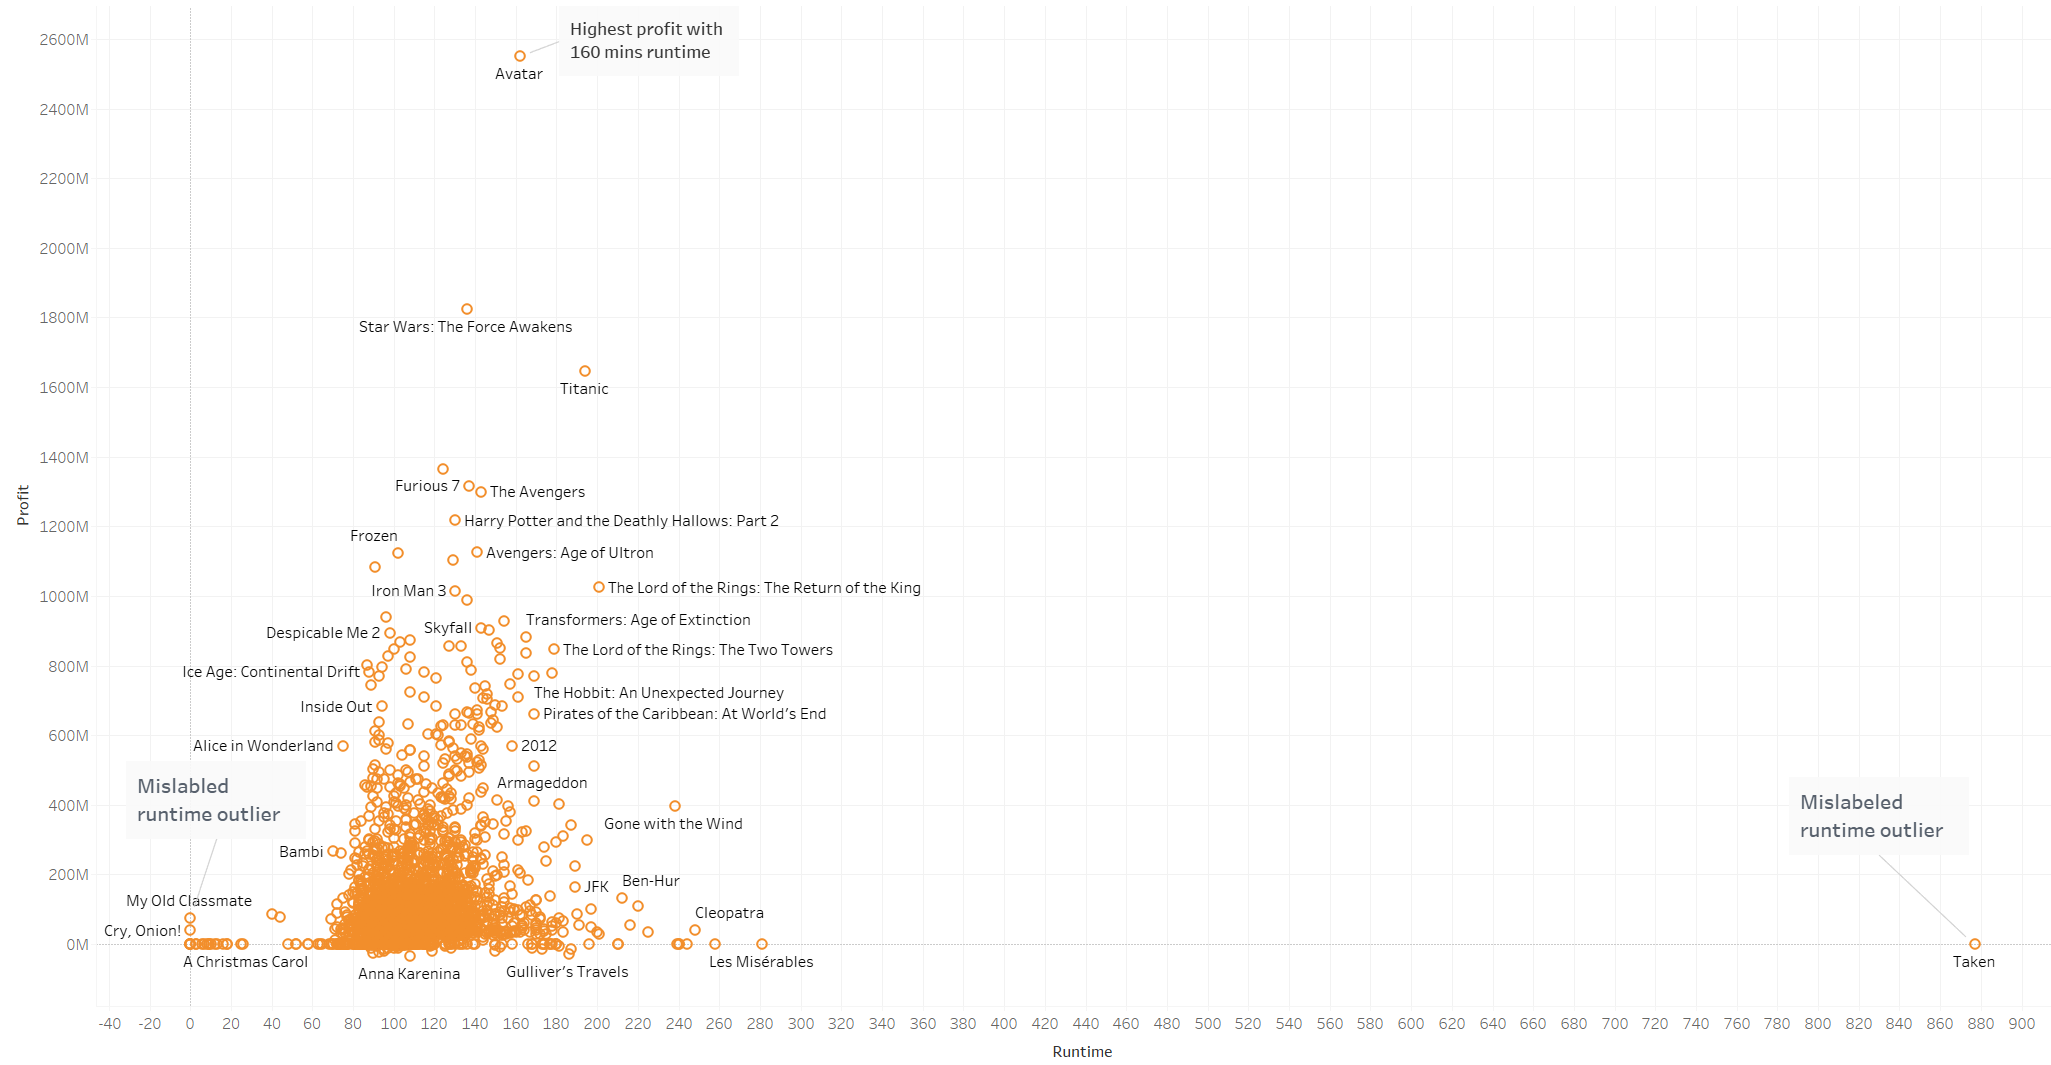 Highest profit with
160 mins runtime
Avatar
Star Wars: The Force Awakens
Titanic
Furious 7
The Avengers
Harry Potter and the Deathly Hallows: Part 2
Frozen
Avengers: Age of Ultron
Iron Man 3
The Lord of the Rings: The Return of the King
Transformers: Age of Extinction
Skyfall
Despicable Me 2
The Lord of the Rings: The Two Towers
Ice Age: Continental Drift
The Hobbit: An Unexpected Journey
Inside Out
Pirates of the Caribbean: At World's End
Alice in Wonderland
2012
Armageddon
Mislabled
runtime outlier
Mislabeled
runtime outlier
Gone with the Wind
Bambi
JFK
Ben-Hur
My Old Classmate
Cleopatra
Cry, Onion!
A Christmas Carol
Anna Karenina
Gulliver's Travels
Les Misérables
Taken
2600M
2400M
2200M
2000M
1800M
1600M
1400M
1200M
1000M
800M
600M
400M
200M
0M
Profit
-40 -20 0 20 40 60 80 100 120 140 160 180 200 220 240 260 280 300 320 340 360 380 400 420 440 460 480 500 520 540 560 580 600 620 640 660 680 700 720 740 760 780 800 820 840 860 880 900
Runtime